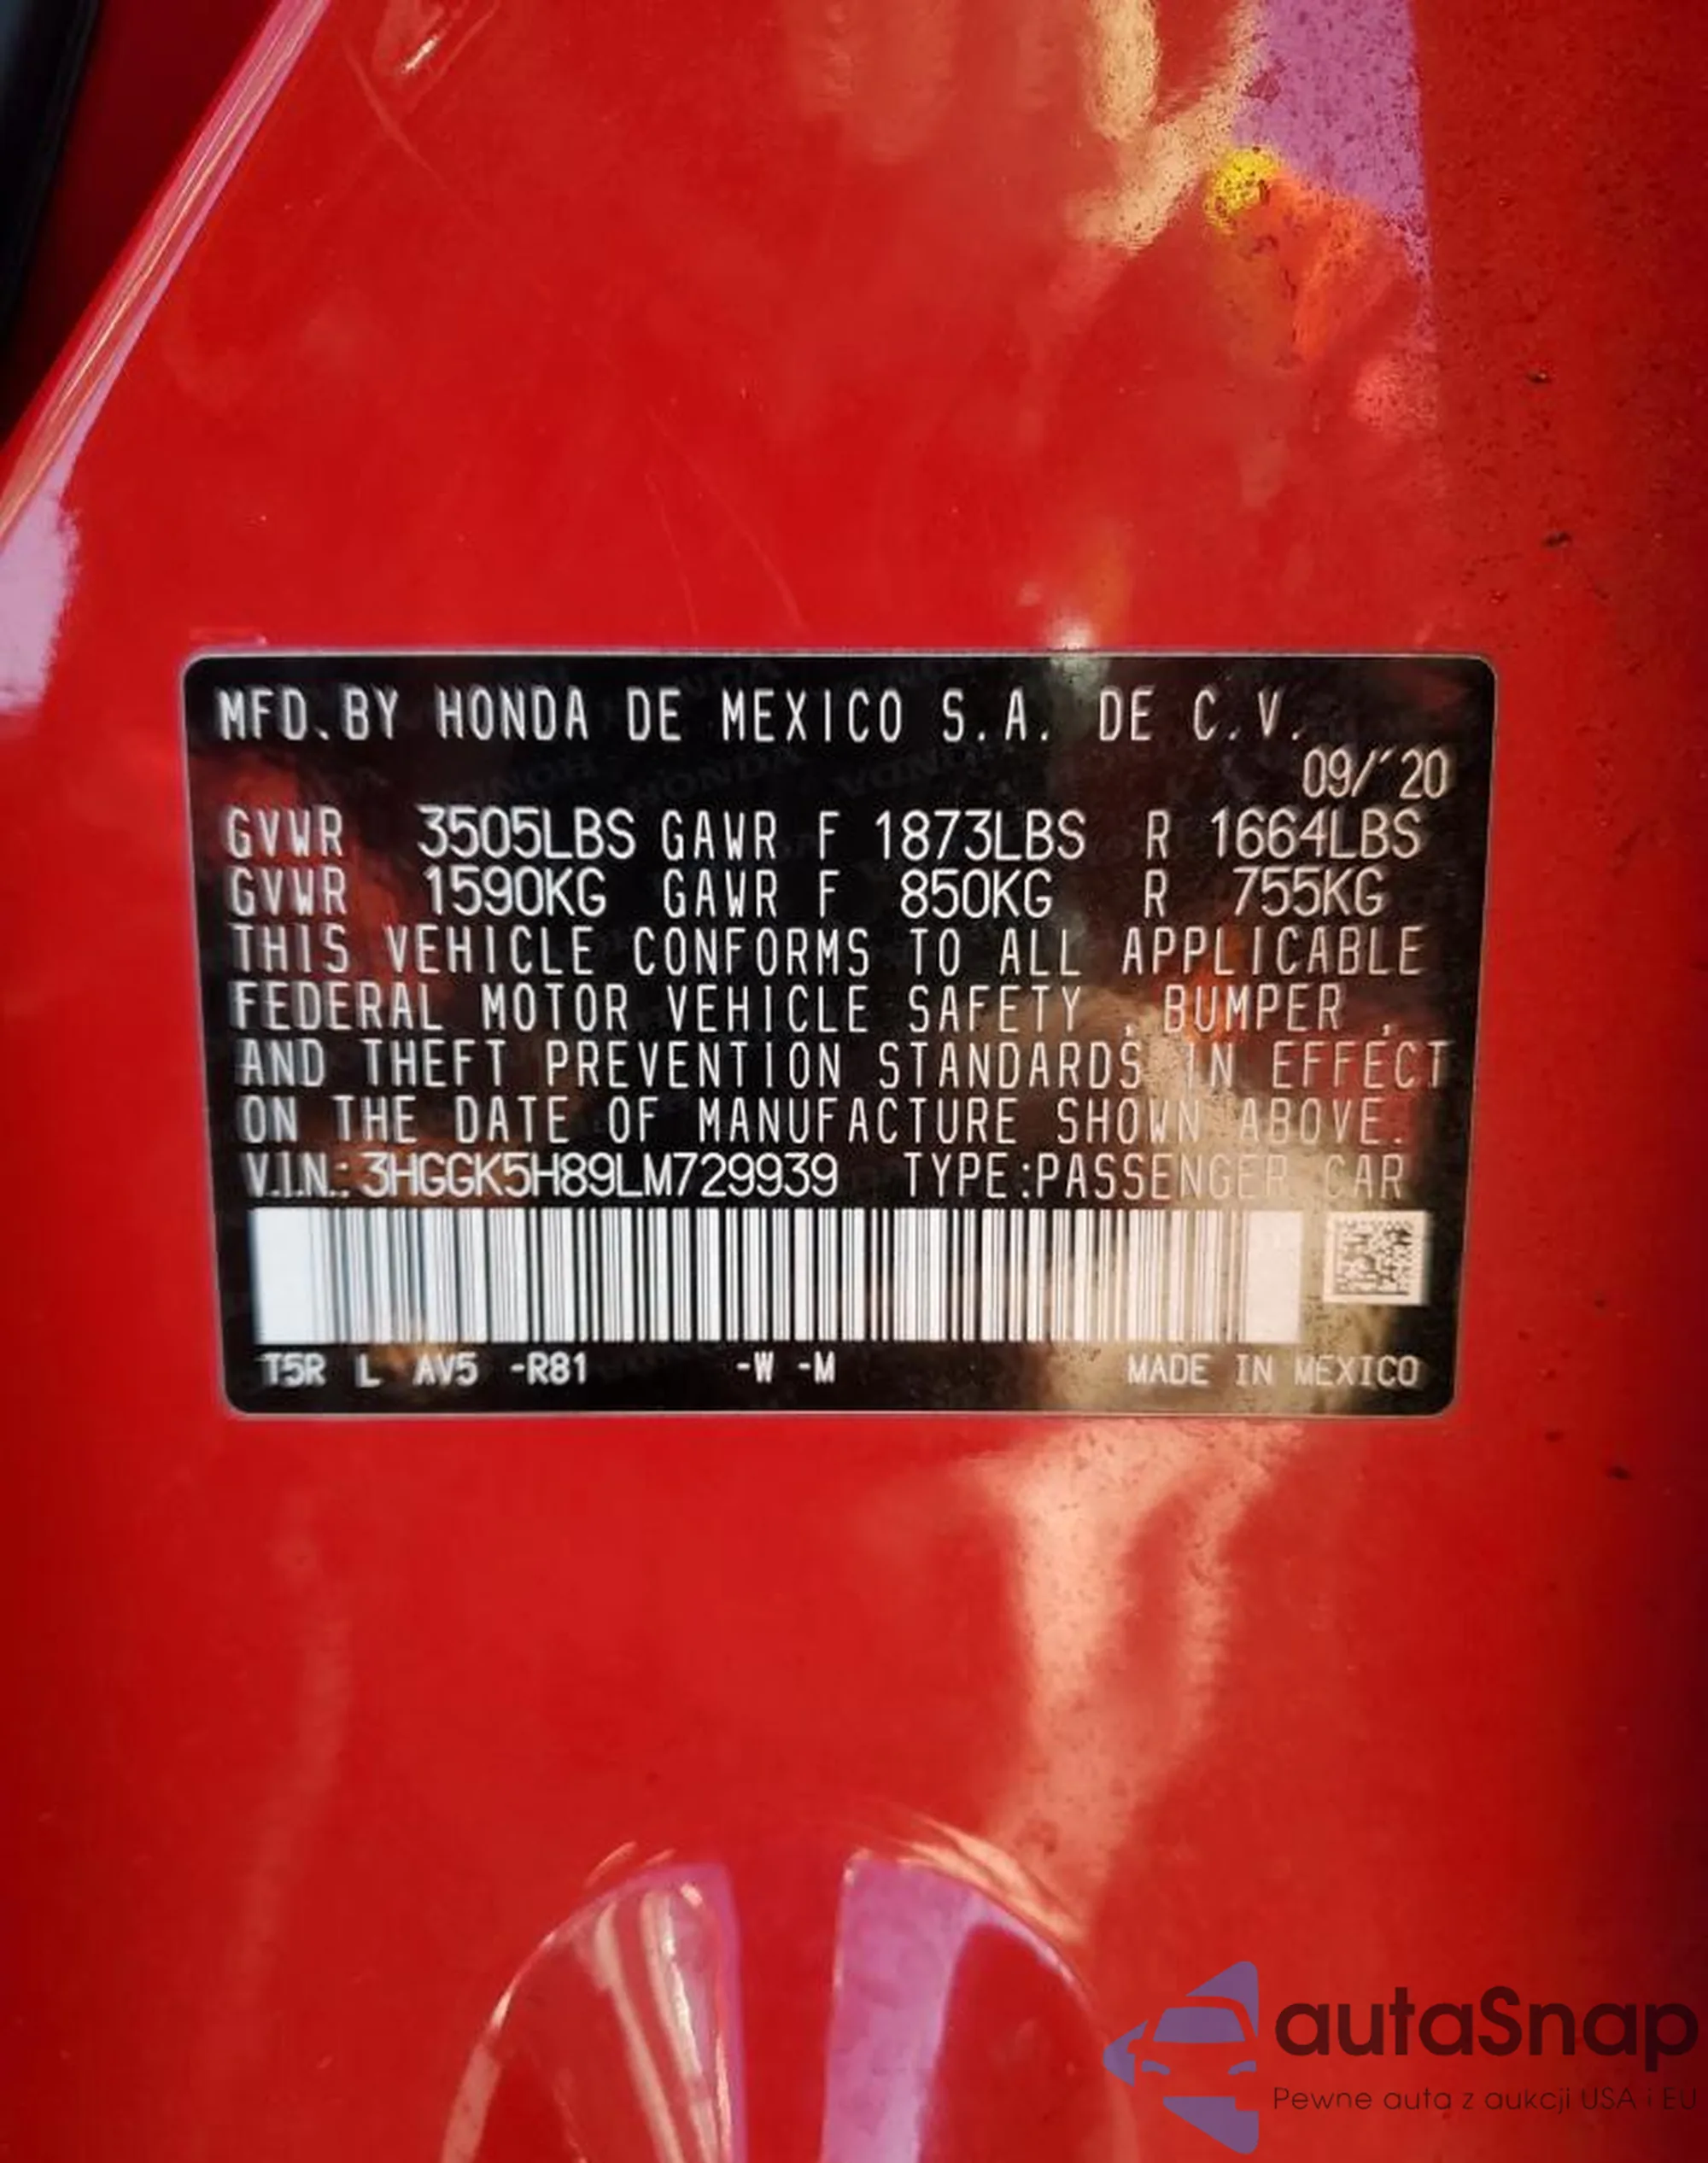 MFD.BY HONDA DE MEXICO S.A. DE C.V.
09/´20
GVWR 3505LBS GAWR F 1873LBS R 1664LBS
GVWR 1590KG GAWR F 850KG R 755KG
THIS VEHICLE CONFORMS TO ALL APPLICABLE
FEDERAL MOTOR VEHICLE SAFETY , BUMPER ,
AND THEFT PREVENTION STANDARDS IN EFFECT
ON THE DATE OF MANUFACTURE SHOWN ABOVE.
V.I.N.: 3HGGK5H89LM729939 TYPE:PASSENGER CAR
T5R L AV5 -R81 -W -M MADE IN MEXICO
autaSnap
Pewne auta z aukcji USA i EU